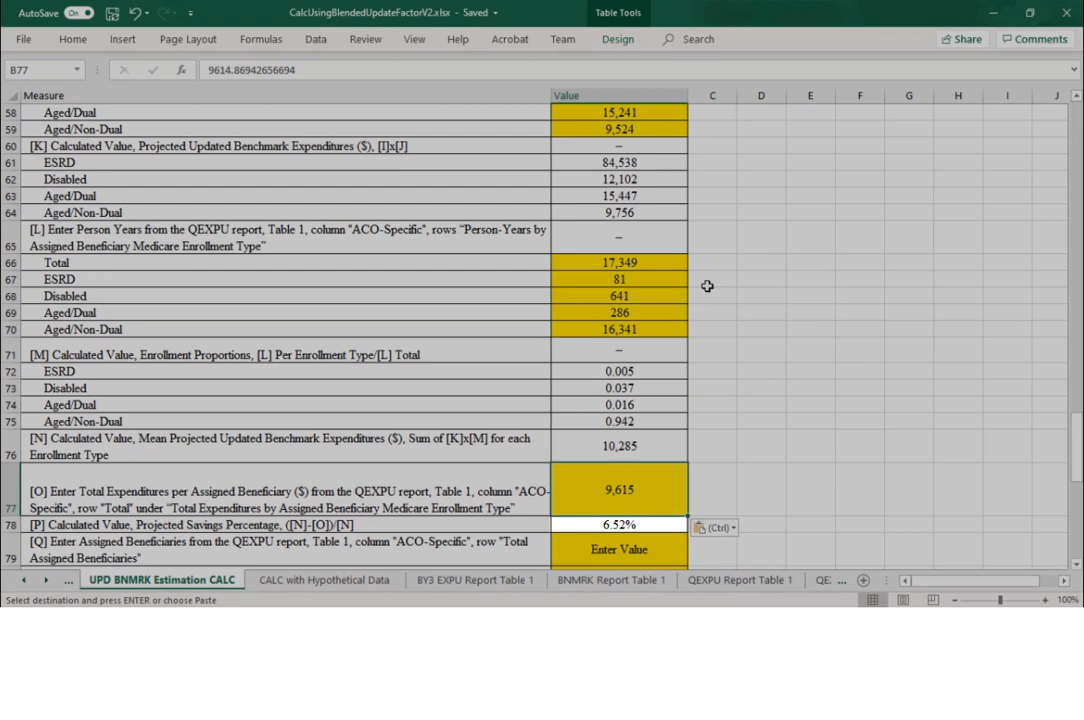 AutoSave On CalcUsingBlendedUpdateFactorV2.xlsx - Saved Table Tools
File Home Insert Page Layout Formulas Data Review View Help Acrobat Team Design Search Share Comments
B77 fx 9614.86942656694
C D E F G H I J
Measure Value
58 Aged/Dual 15,241
59 Aged/Non-Dual 9,524
60 [K] Calculated Value, Projected Updated Benchmark Expenditures ($), [I]x[J] –
61 ESRD 84,538
62 Disabled 12,102
63 Aged/Dual 15,447
64 Aged/Non-Dual 9,756
[L] Enter Person Years from the QEXPU report, Table 1, column "ACO-Specific", rows “Person-Years by
65 Assigned Beneficiary Medicare Enrollment Type” –
66 Total 17,349
67 ESRD 81
68 Disabled 641
69 Aged/Dual 286
70 Aged/Non-Dual 16,341
71 [M] Calculated Value, Enrollment Proportions, [L] Per Enrollment Type/[L] Total –
72 ESRD 0.005
73 Disabled 0.037
74 Aged/Dual 0.016
75 Aged/Non-Dual 0.942
[N] Calculated Value, Mean Projected Updated Benchmark Expenditures ($), Sum of [K]x[M] for each
76 Enrollment Type 10,285
[O] Enter Total Expenditures per Assigned Beneficiary ($) from the QEXPU report, Table 1, column "ACO-
77 Specific", row "Total" under “Total Expenditures by Assigned Beneficiary Medicare Enrollment Type” 9,615
78 [P] Calculated Value, Projected Savings Percentage, ([N]-[O])/[N] 6.52% (Ctrl)
[Q] Enter Assigned Beneficiaries from the QEXPU report, Table 1, column "ACO-Specific", row "Total
79 Assigned Beneficiaries" Enter Value
... UPD BNMRK Estimation CALC CALC with Hypothetical Data BY3 EXPU Report Table 1 BNMRK Report Table 1 QEXPU Report Table 1 QE ...
Select destination and press ENTER or choose Paste 100%